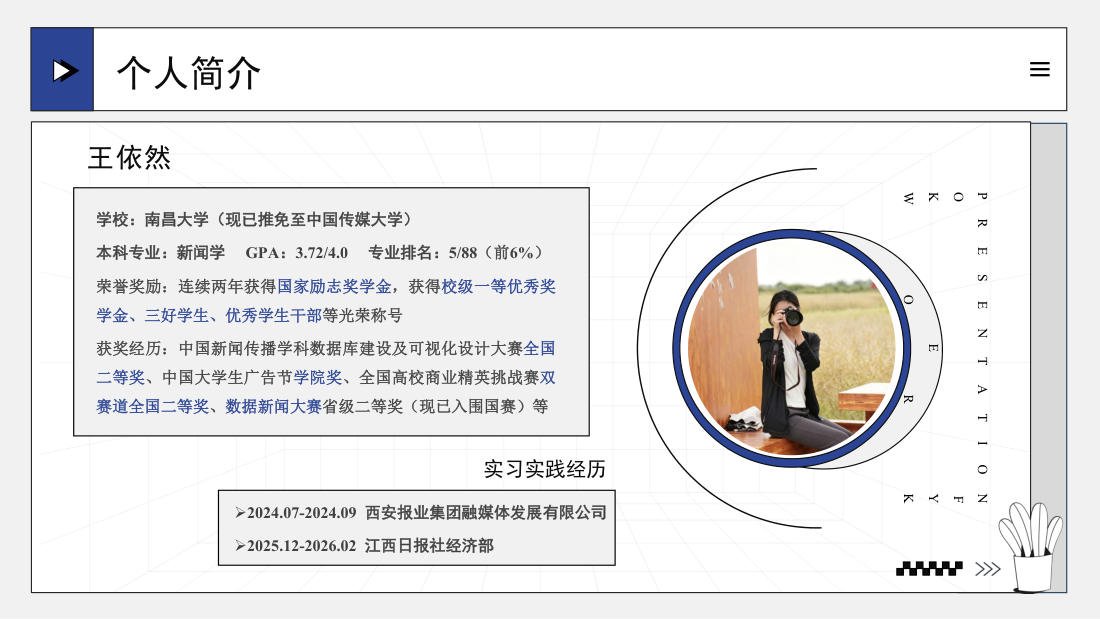 个人简介
王依然
学校：南昌大学（现已推免至中国传媒大学）
本科专业：新闻学 GPA：3.72/4.0 专业排名：5/88（前6%）
荣誉奖励：连续两年获得国家励志奖学金，获得校级一等优秀奖
学金、三好学生、优秀学生干部等光荣称号
获奖经历：中国新闻传播学科数据库建设及可视化设计大赛全国
二等奖、中国大学生广告节学院奖、全国高校商业精英挑战赛双
赛道全国二等奖、数据新闻大赛省级二等奖（现已入围国赛）等
实习实践经历
➢2024.07-2024.09 西安报业集团融媒体发展有限公司
➢2025.12-2026.02 江西日报社经济部
PRESENTATION
OF
KEY
WORK